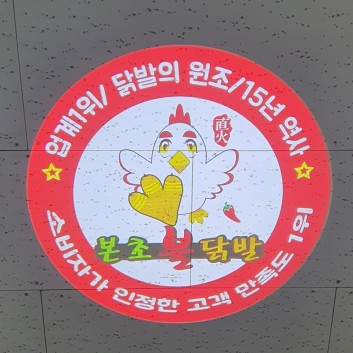 업계1위/ 닭발의 원조/15년 역사
直火
본초불닭발
소비자가 인정한 고객 만족도 1위